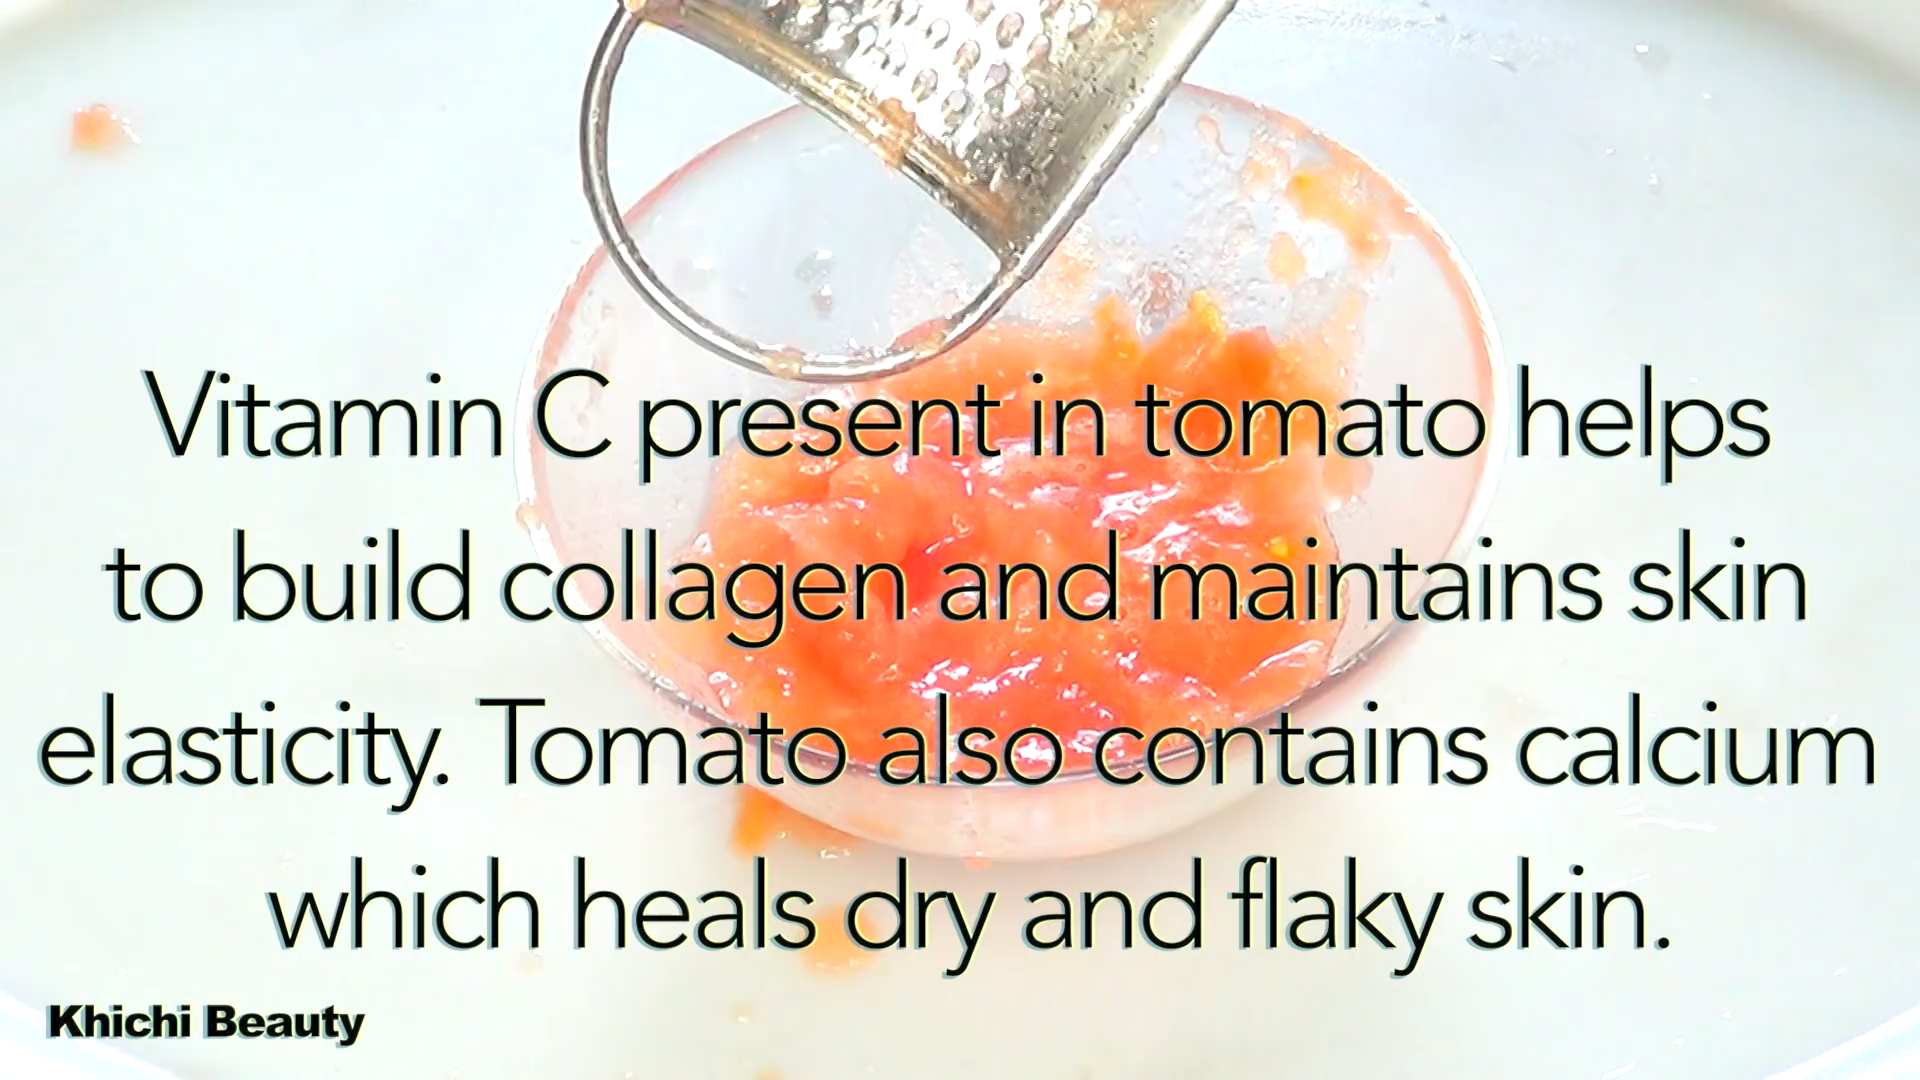 Vitamin C present in tomato helps
to build collagen and maintains skin
elasticity. Tomato also contains calcium
which heals dry and flaky skin.
Khichi Beauty